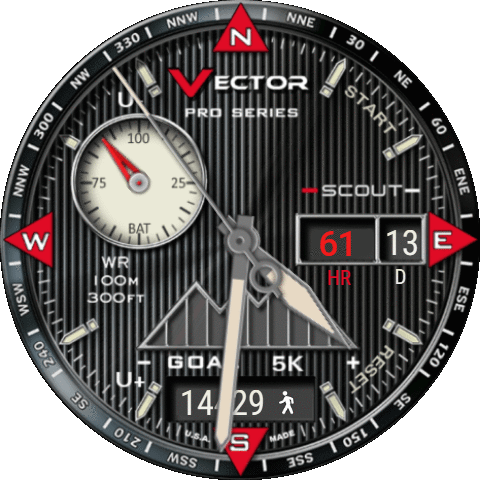 N
NNW
NNE
330
30
NW
NE
300
60
NNW
ENE
W
E
WSW
ESE
240
120
SE
SE
210
150
SSW
SSE
S
U-
START
VECTOR
PRO SERIES
100
75
25
BAT
SCOUT
61
13
HR
D
WR
100M
300FT
- GOAL 5K +
U+
RESET
14 29
U.S.A. MADE